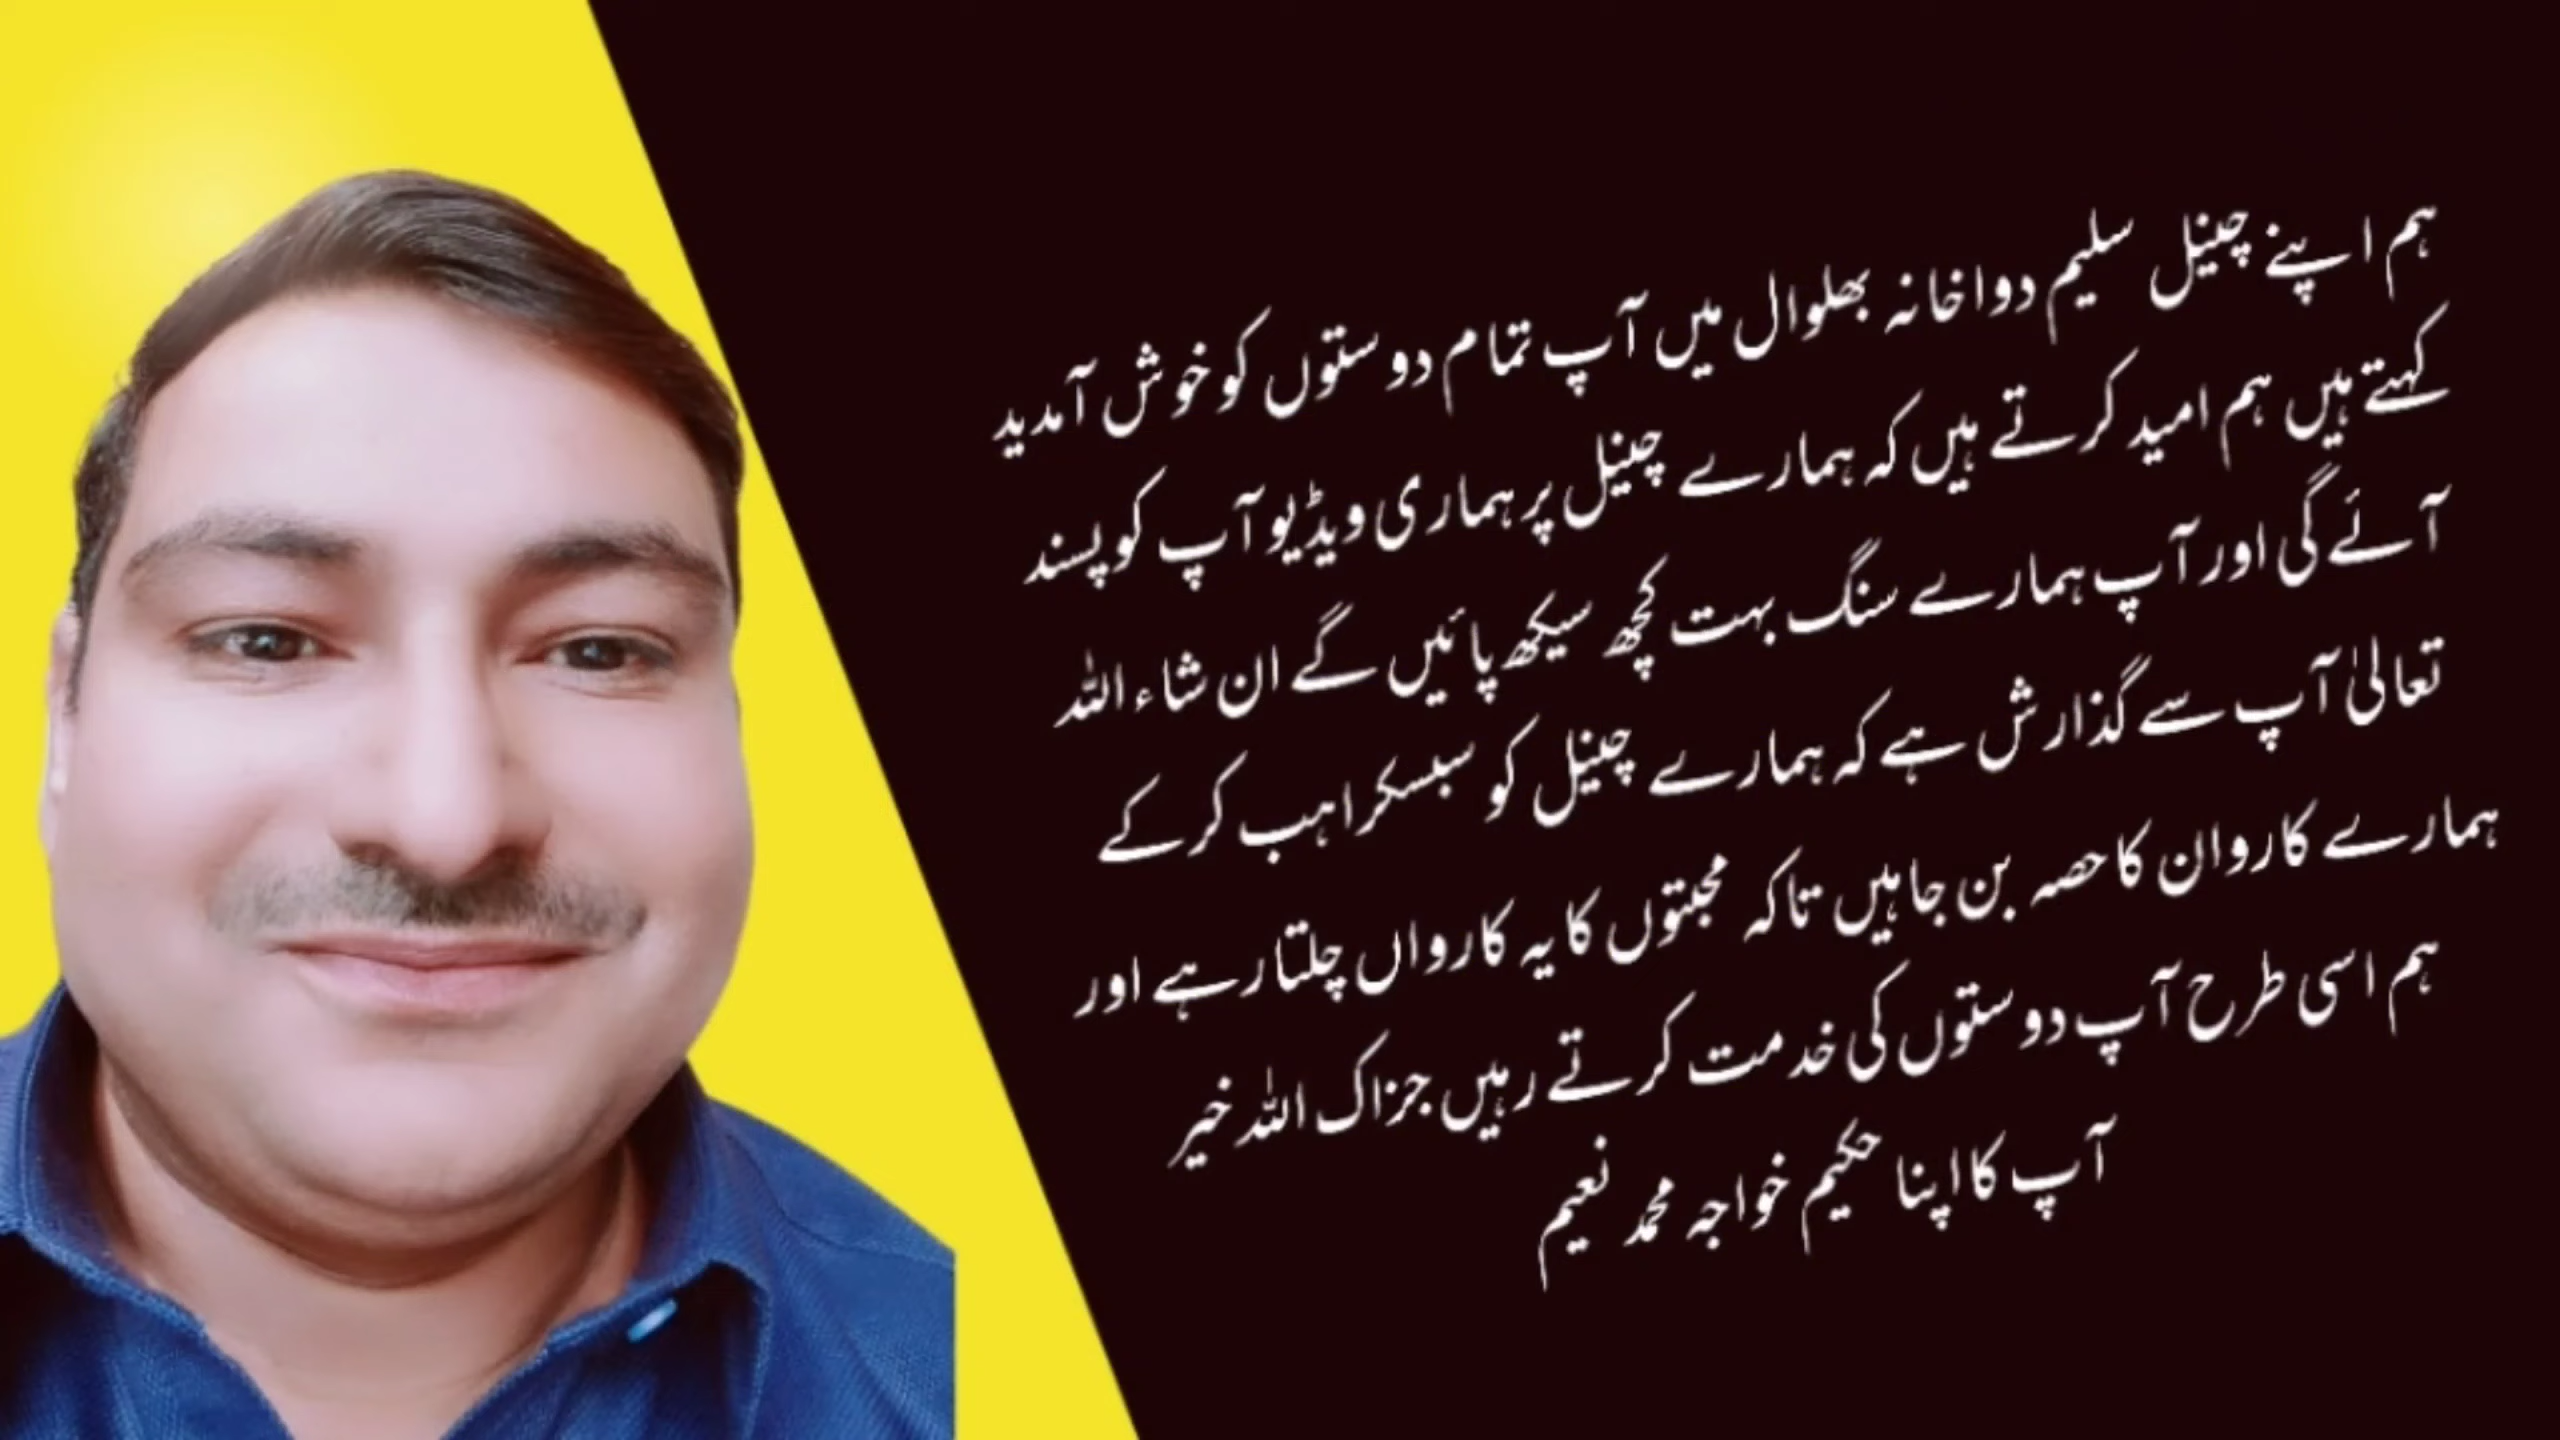 ہم اپنے چینل سلیم دواخانہ بھلوال میں آپ تمام دوستوں کو خوش آمدید
کہتے ہیں ہم امید کرتے ہیں کہ ہمارے چینل پر ہماری ویڈیو آپ کو پسند
آئے گی اور آپ ہمارے سنگ بہت کچھ سیکھ پائیں گے ان شاء اللہ
تعالیٰ آپ سے گذارش ہے کہ ہمارے چینل کو سبسکراہب کر کے
ہمارے کاروان کا حصہ بن جاہیں تاکہ محبتوں کا یہ کارواں چلتا رہے اور
ہم اسی طرح آپ دوستوں کی خدمت کرتے رہیں جزاک اللہ خیر
آپ کا اپنا حکیم خواجہ محمد نعیم